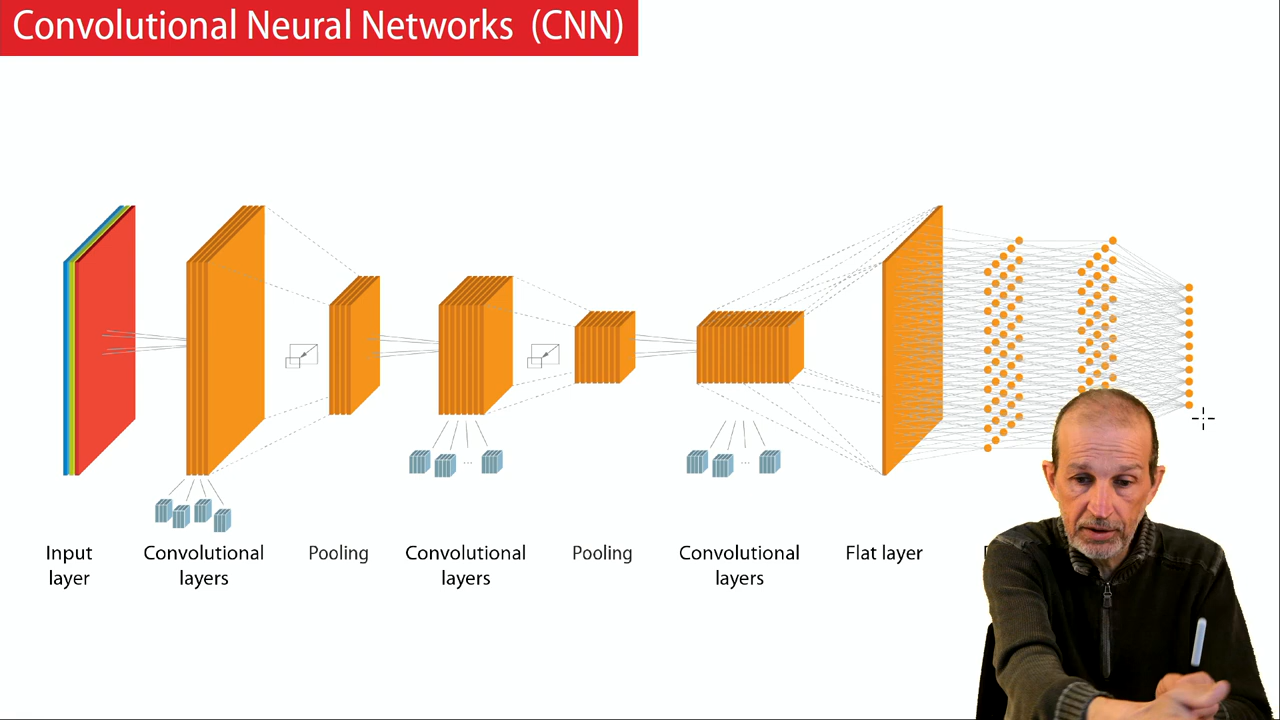 Convolutional Neural Networks (CNN)
Input
layer
Convolutional
layers
Pooling
Convolutional
layers
Pooling
Convolutional
layers
Flat layer